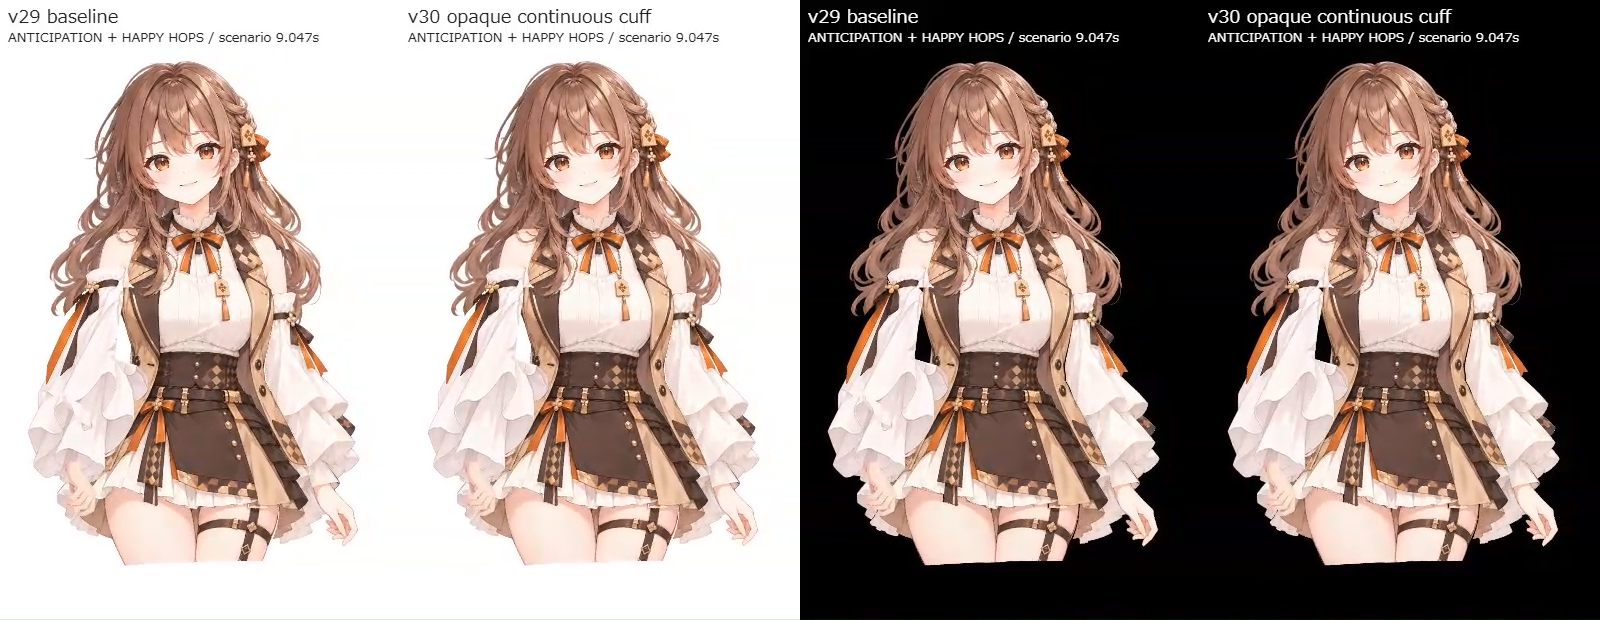 v29 baseline
ANTICIPATION + HAPPY HOPS / scenario 9.047s
v30 opaque continuous cuff
ANTICIPATION + HAPPY HOPS / scenario 9.047s
v29 baseline
ANTICIPATION + HAPPY HOPS / scenario 9.047s
v30 opaque continuous cuff
ANTICIPATION + HAPPY HOPS / scenario 9.047s